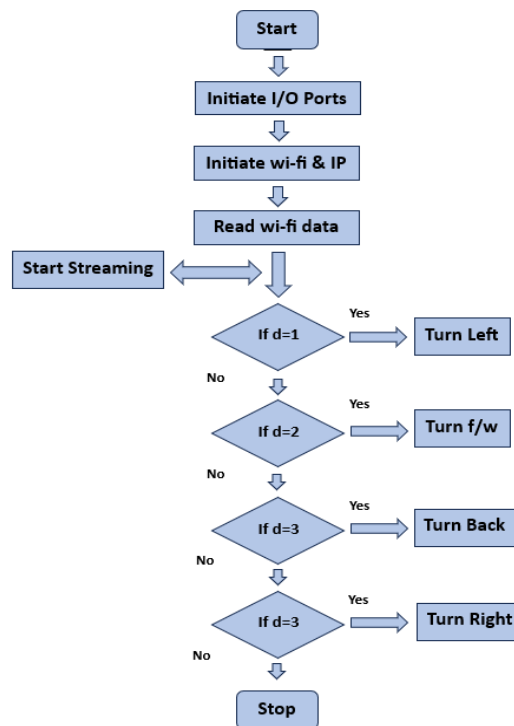 Start
Initiate I/O Ports
Initiate wi-fi & IP
Read wi-fi data
Start Streaming
If d=1
Yes
Turn Left
No
If d=2
Yes
Turn f/w
No
If d=3
Yes
Turn Back
No
If d=3
Yes
Turn Right
No
Stop